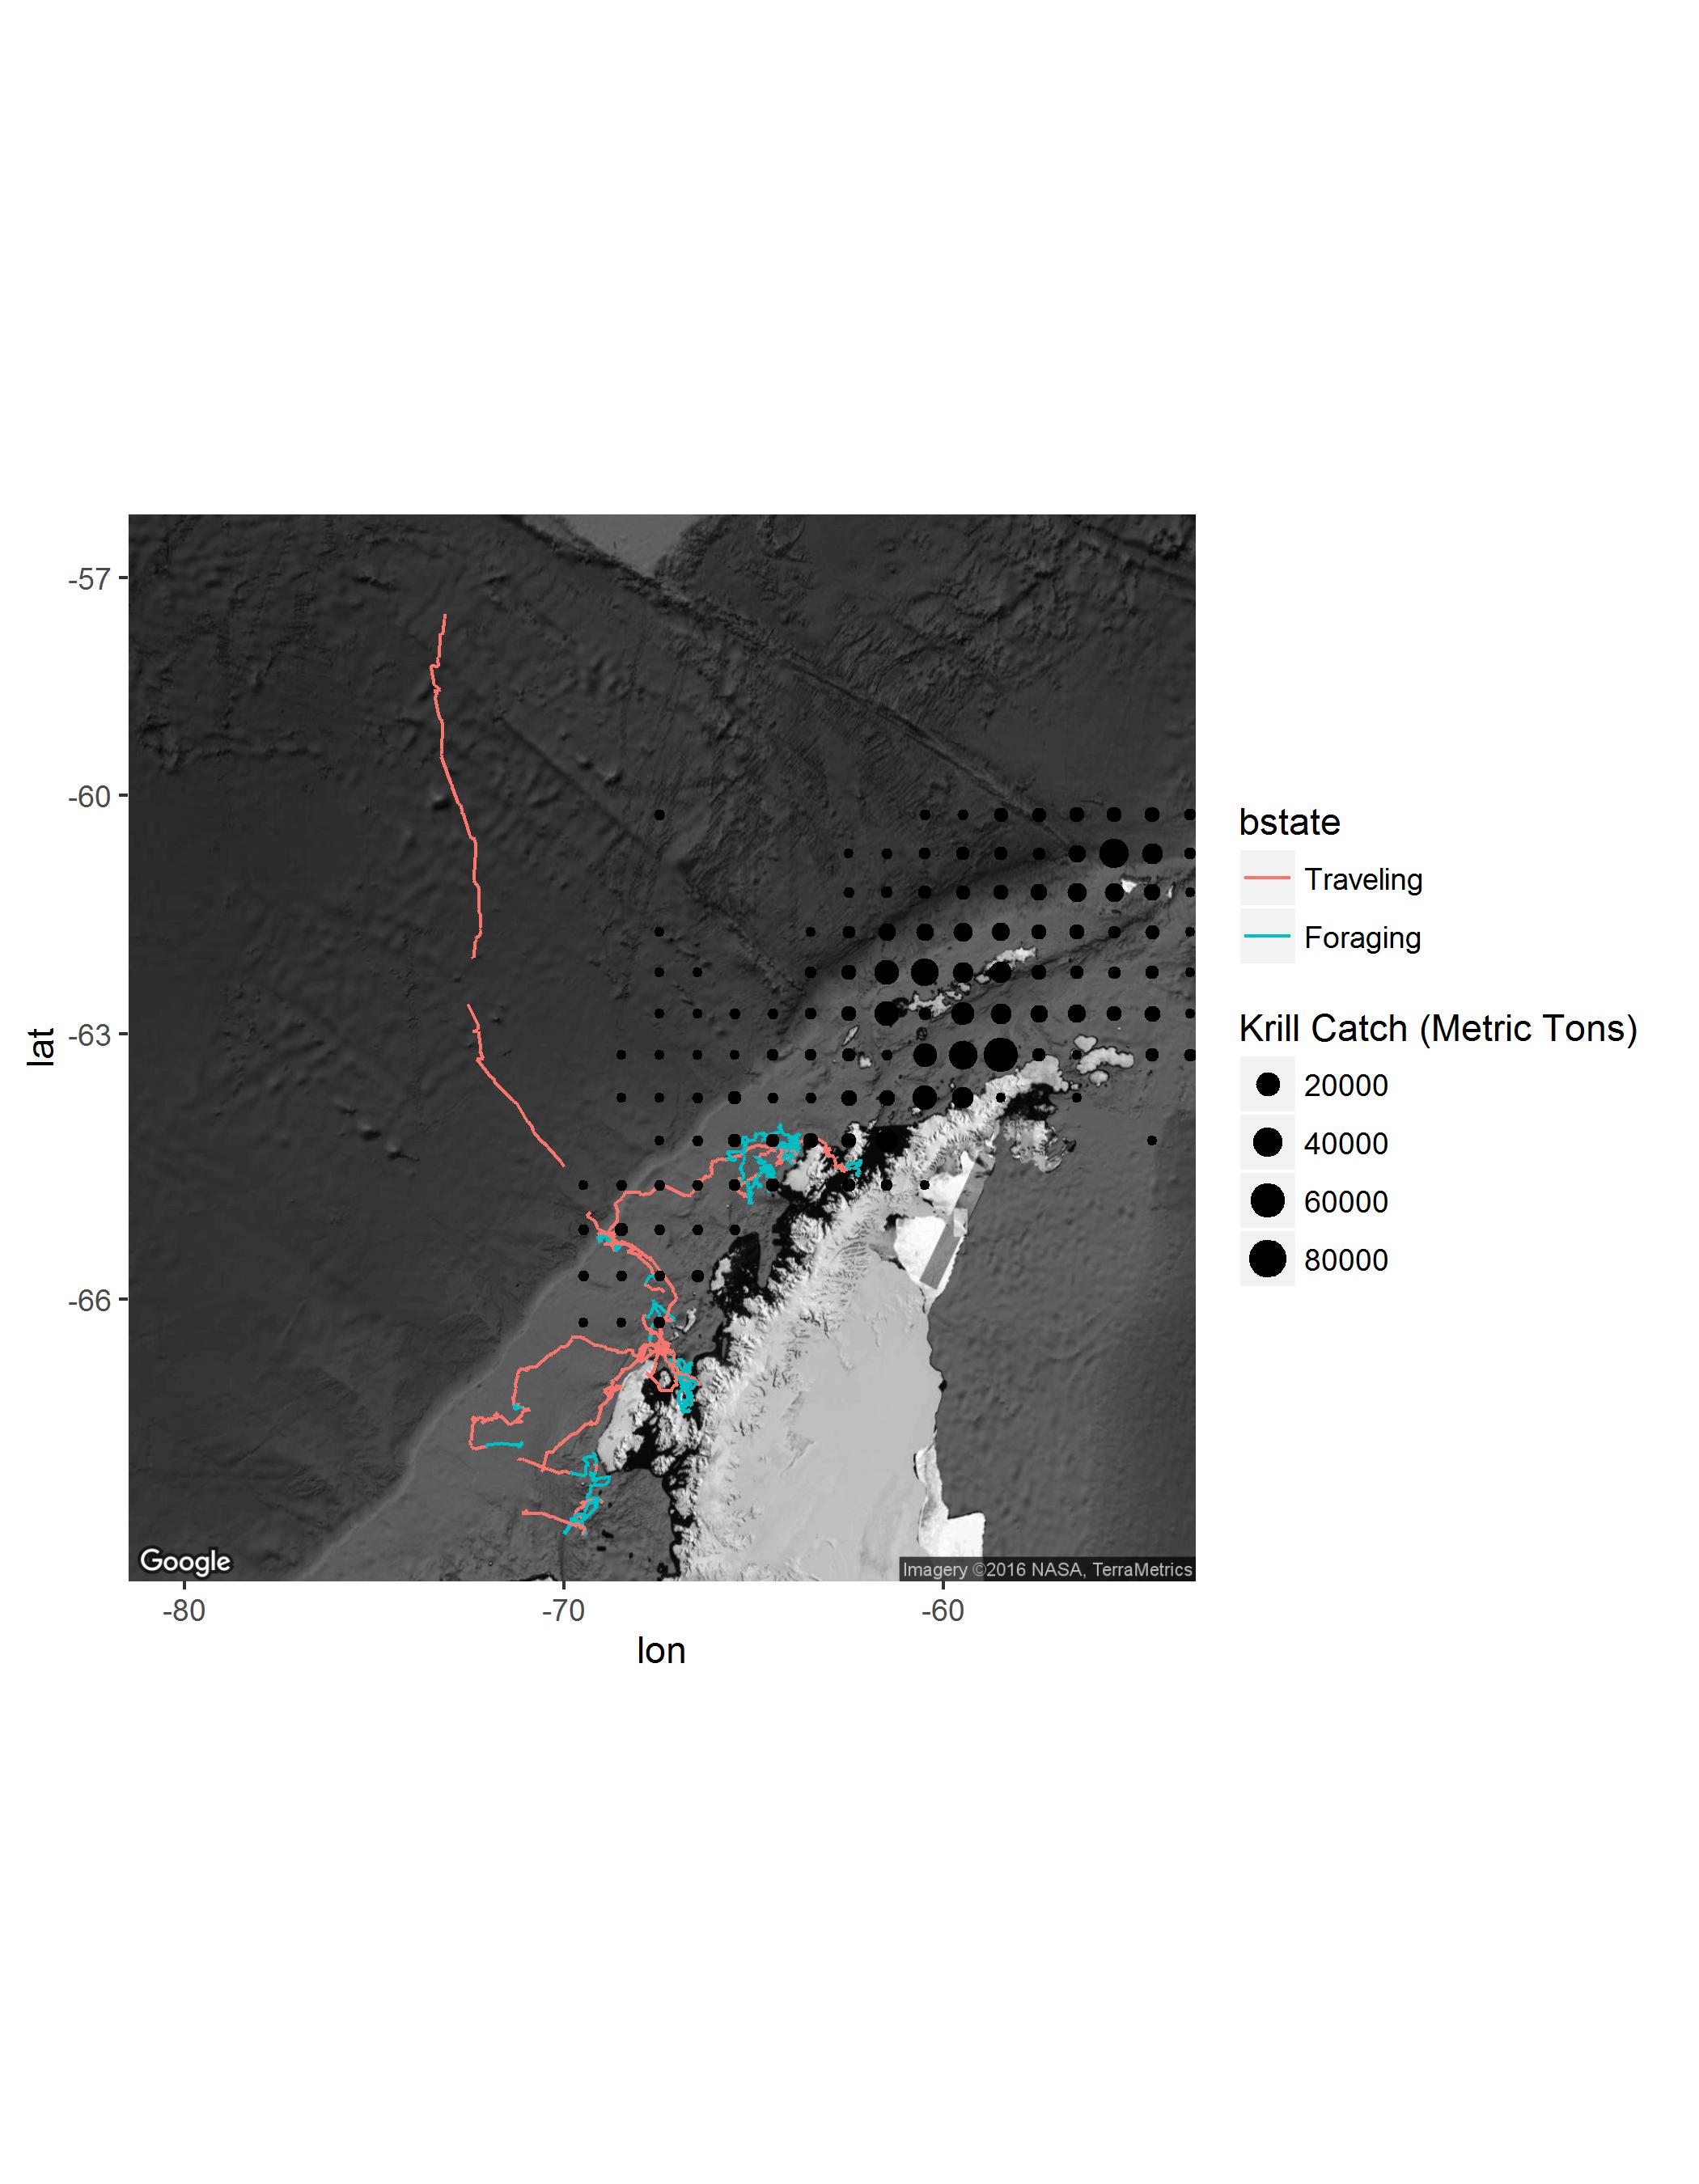 lat
-57
-60
-63
-66
Google
Imagery ©2016 NASA, TerraMetrics
-80
-70
-60
lon
bstate
Traveling
Foraging
Krill Catch (Metric Tons)
20000
40000
60000
80000